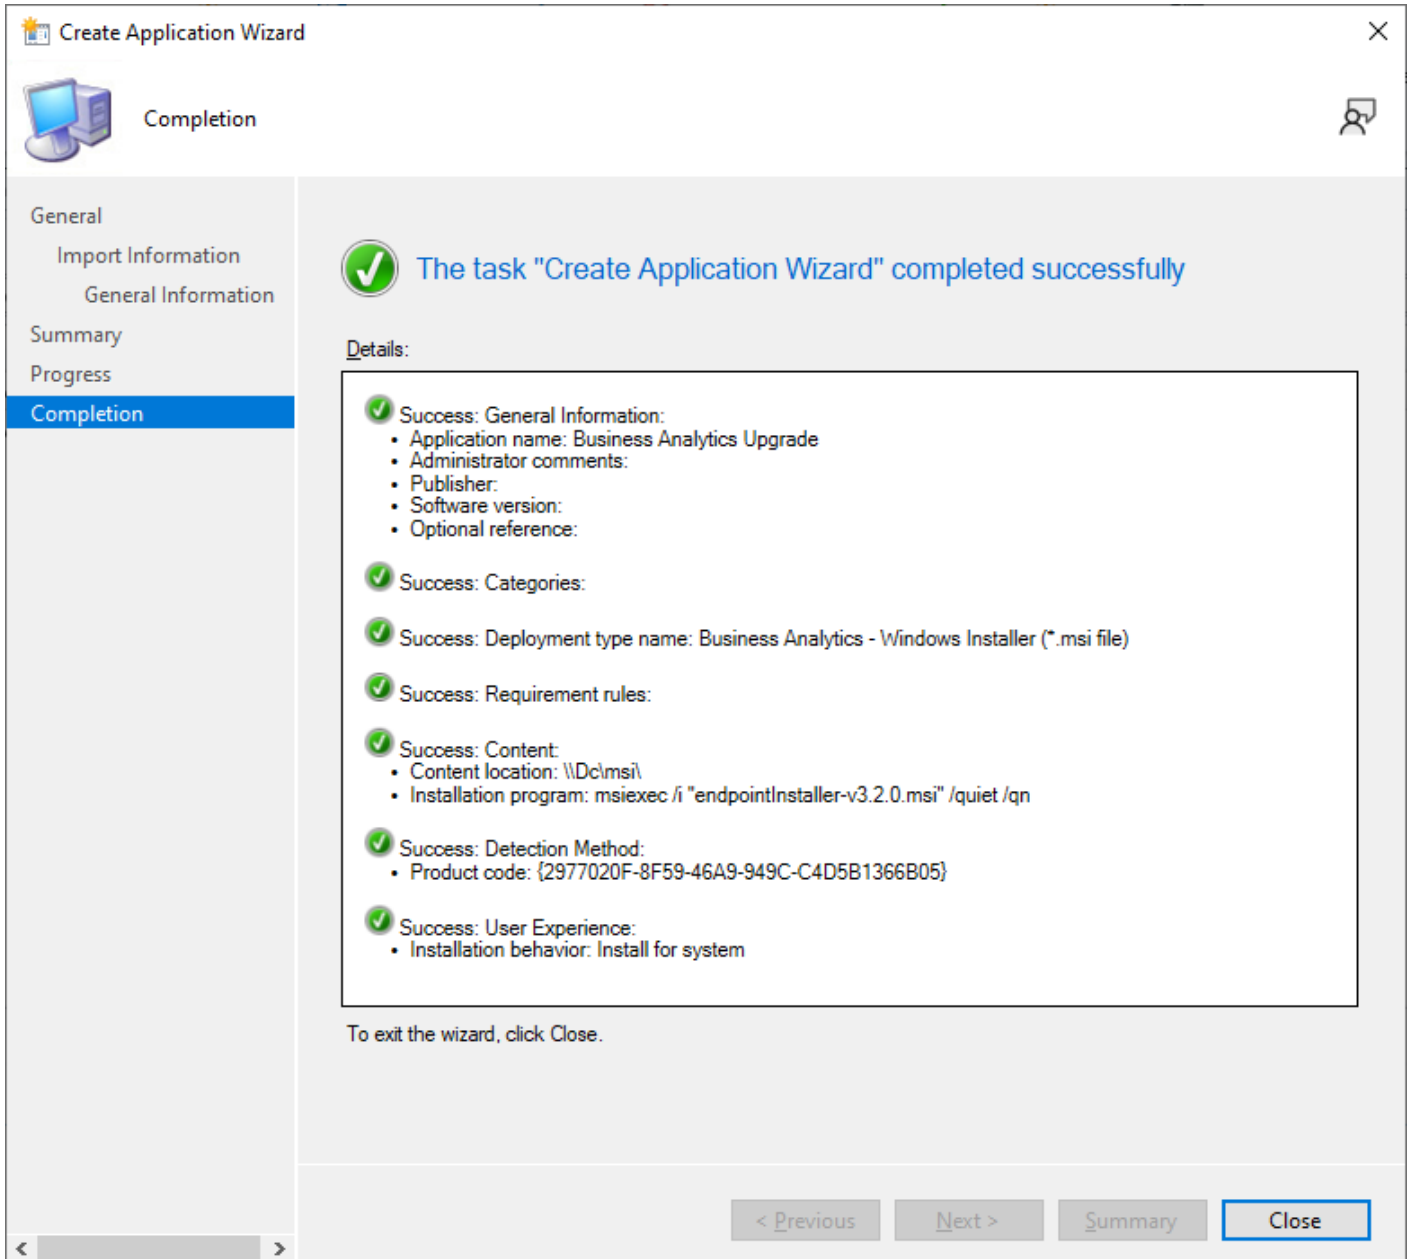 Create Application Wizard
Completion
General
Import Information
General Information
Summary
Progress
Completion
The task "Create Application Wizard" completed successfully
Details:
Success: General Information:
• Application name: Business Analytics Upgrade
• Administrator comments:
• Publisher:
• Software version:
• Optional reference:
Success: Categories:
Success: Deployment type name: Business Analytics - Windows Installer (*.msi file)
Success: Requirement rules:
Success: Content:
• Content location: \\Dc\msi\
• Installation program: msiexec /i "endpointInstaller-v3.2.0.msi" /quiet /qn
Success: Detection Method:
• Product code: {2977020F-8F59-46A9-949C-C4D5B1366B05}
Success: User Experience:
• Installation behavior: Install for system
To exit the wizard, click Close.
< Previous
Next >
Summary
Close